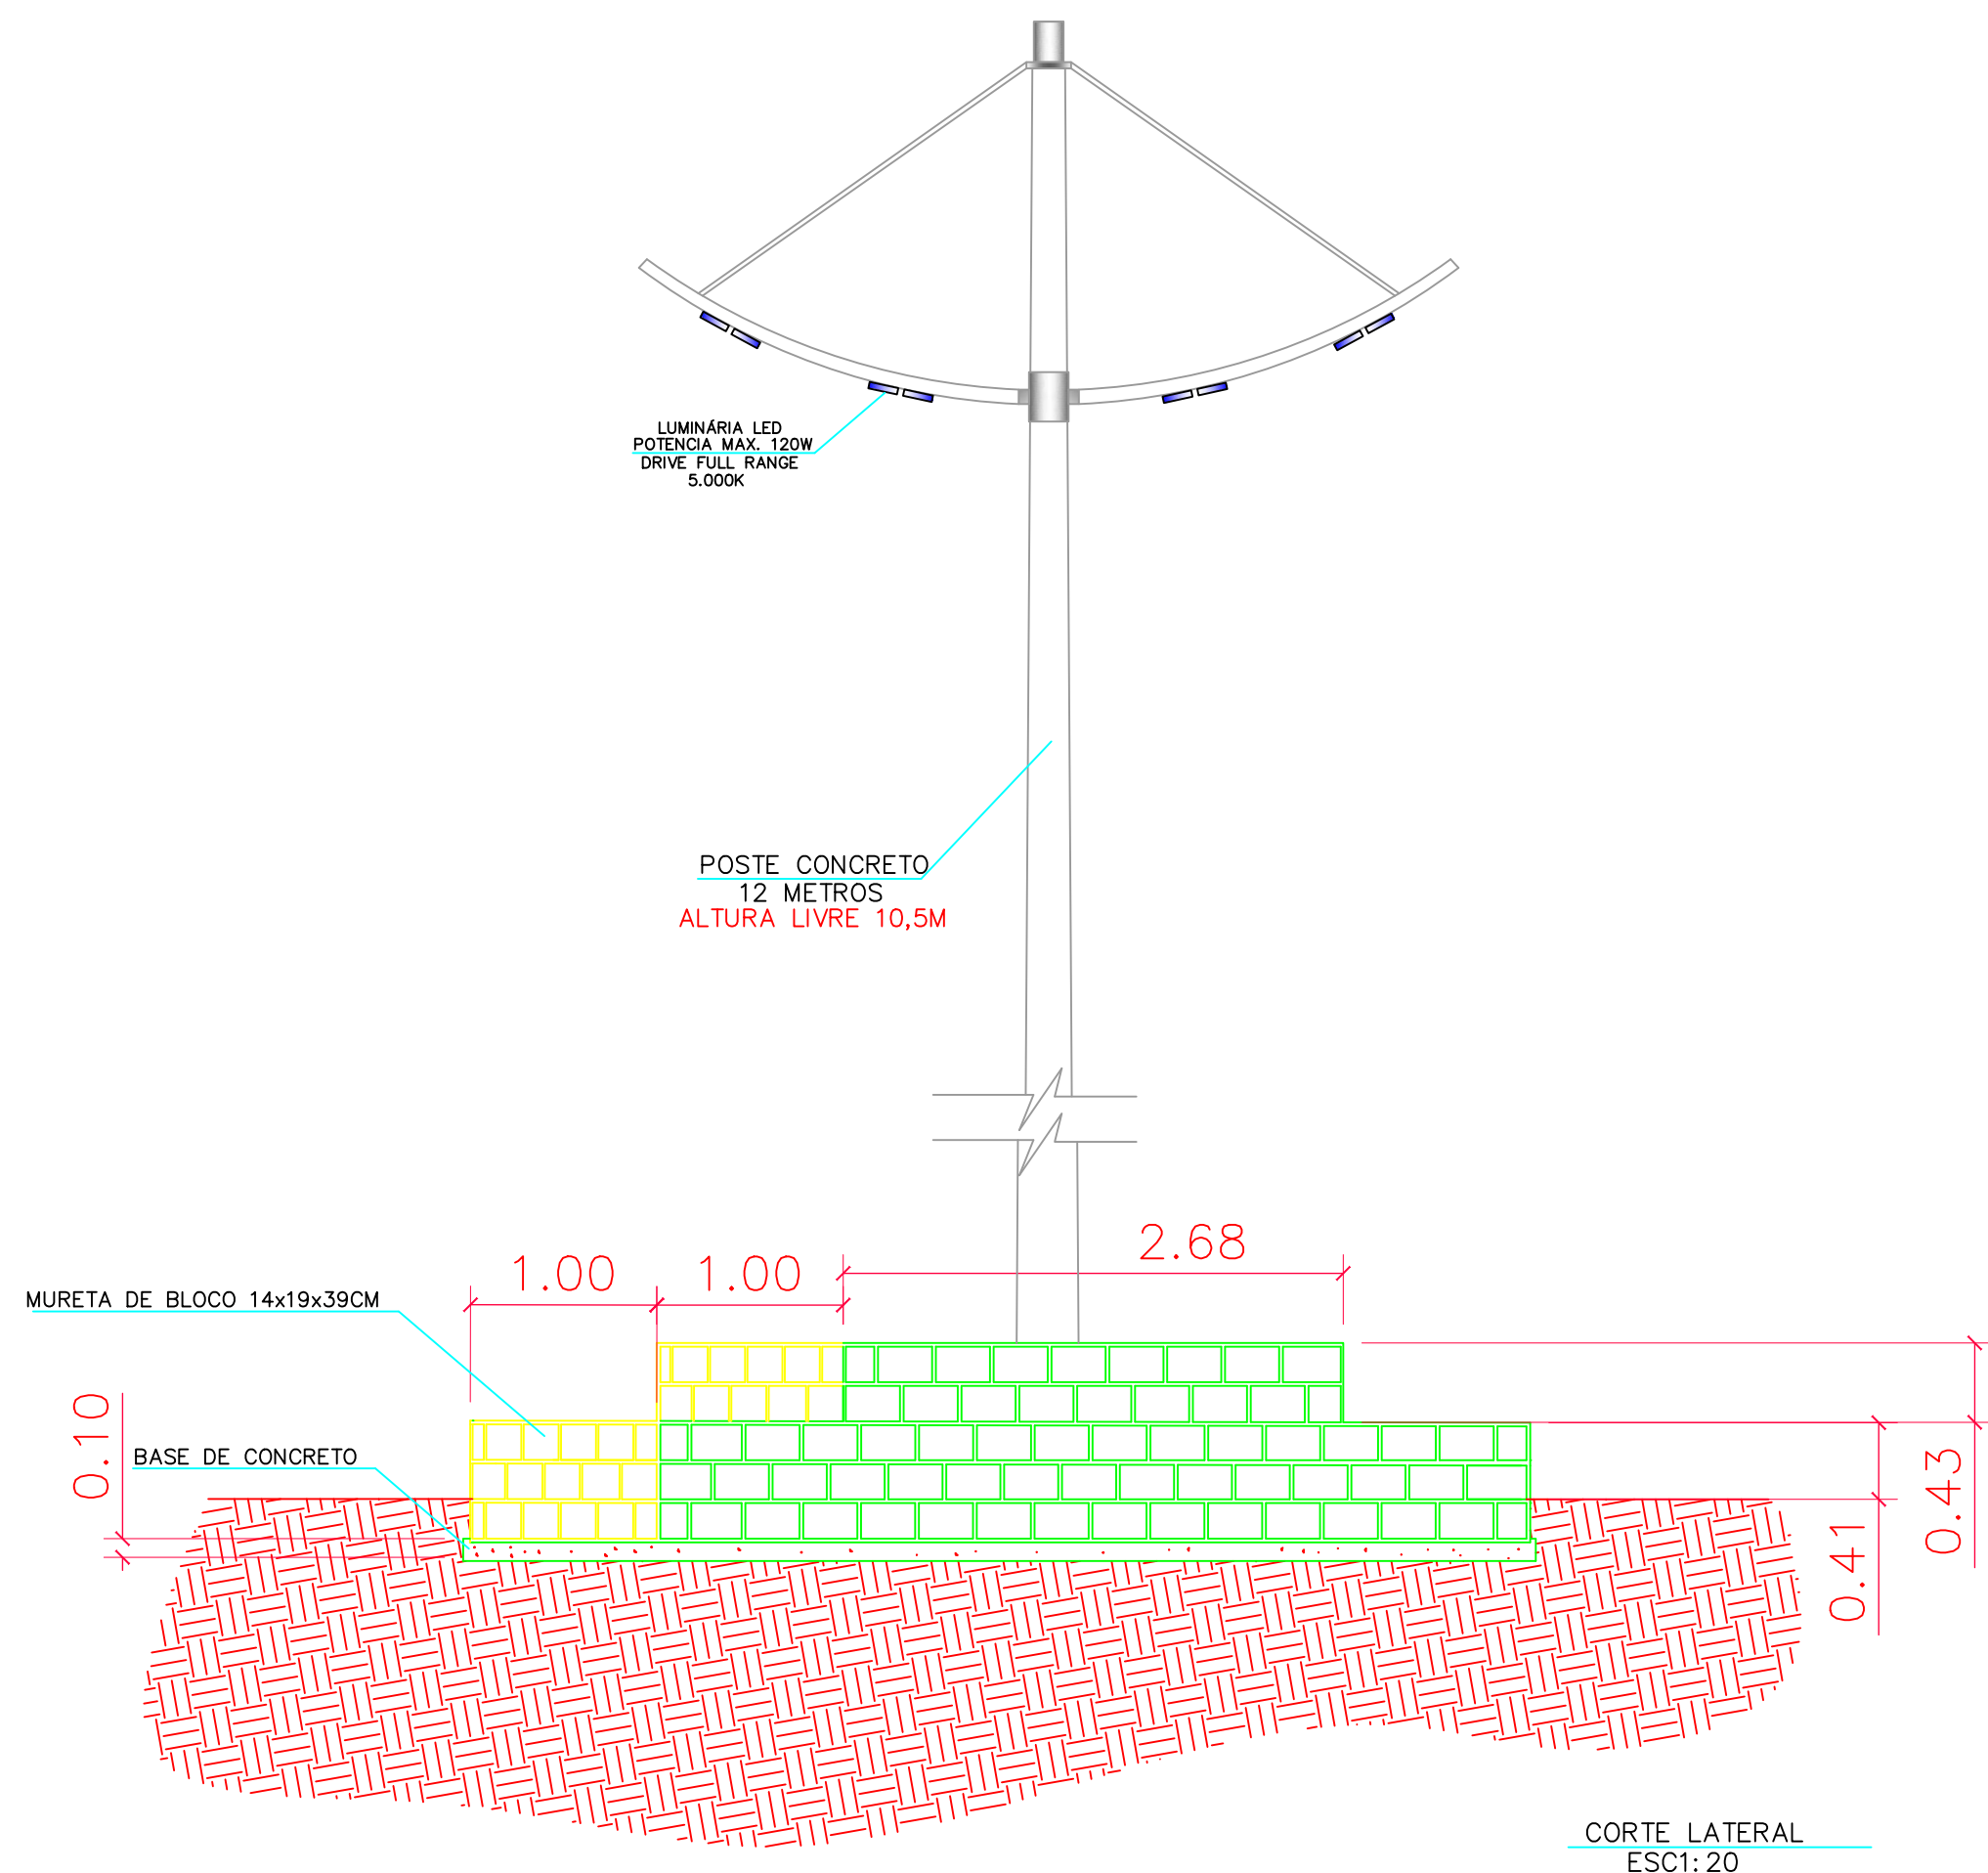 LUMINÁRIA LED
POTENCIA MAX. 120W
DRIVE FULL RANGE
5.000K
POSTE CONCRETO
12 METROS
ALTURA LIVRE 10,5M
1.00
1.00
2.68
MURETA DE BLOCO 14x19x39CM
0.10
BASE DE CONCRETO
0.43
0.41
CORTE LATERAL
ESC1:20